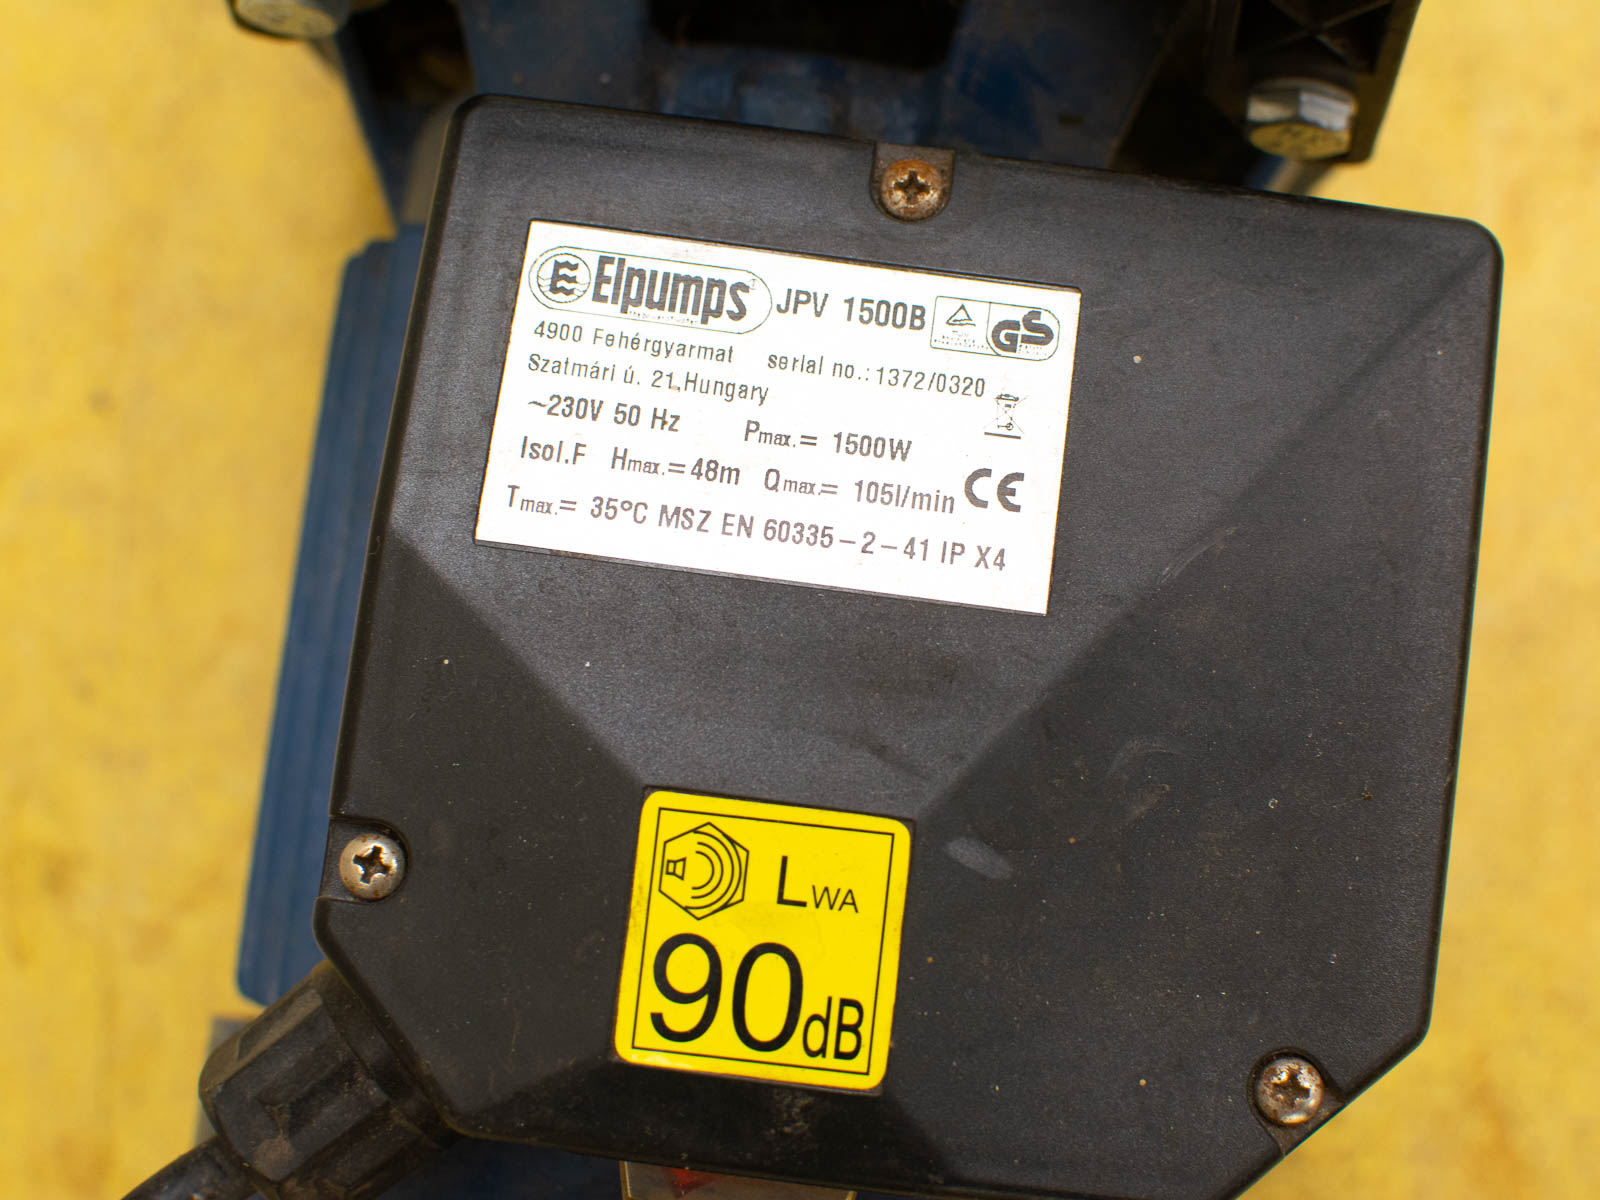 Elpumps JPV 1500B GS
4900 Fehérgyarmat serial no.: 1372/0320
Szatmári ú. 21. Hungary
~230V 50 Hz Pmax.= 1500W
Isol.F Hmax.= 48m Qmax.= 105l/min CE
Tmax.= 35°C MSZ EN 60335-2-41 IP X4
LWA
90dB